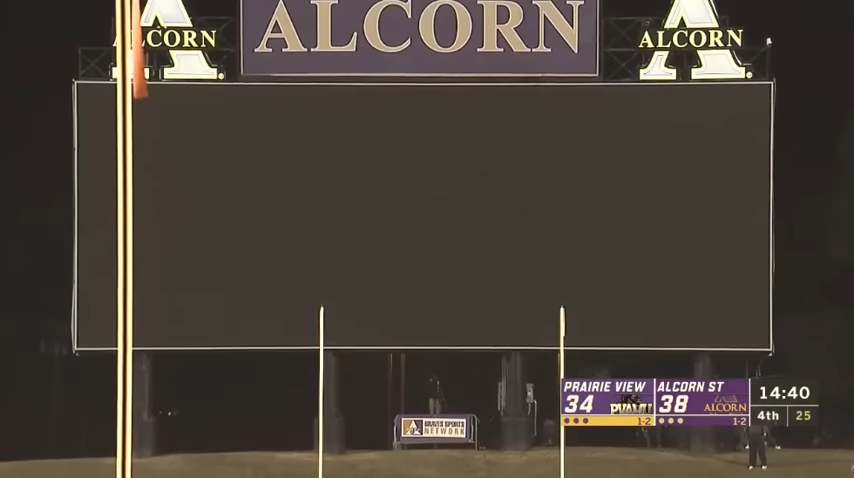 ALCORN
ALCORN
ALCORN
PRAIRIE VIEW
34
PVAMU
1-2
ALCORN ST
38
ALCORN
1-2
14:40
4th
25
BRAVES SPORTS
NETWORK